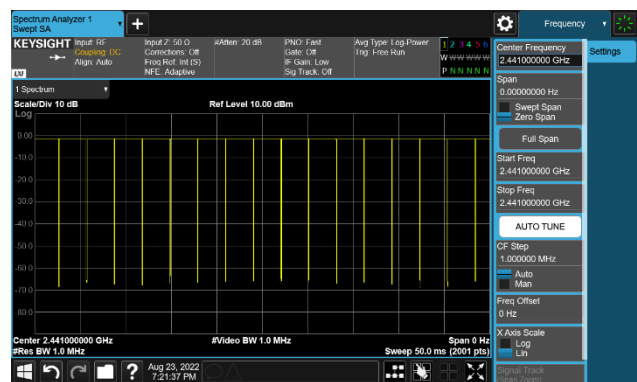 Spectrum Analyzer 1
Swept SA
Frequency
KEYSIGHT
Input: RF
Coupling: DC
Align: Auto
Input Z: 50 Ω
Corrections: Off
Freq Ref: Int (S)
NFE: Adaptive
#Atten: 20 dB
PNO: Fast
Gate: Off
IF Gain: Low
Sig Track: Off
Avg Type: Log-Power
Trig: Free Run
1 2 3 4 5 6
W W W W W W
P N N N N N
LXI
1 Spectrum
Scale/Div 10 dB
Ref Level 10.00 dBm
Log
0.00
-10.0
-20.0
-30.0
-40.0
-50.0
-60.0
-70.0
-80.0
Center 2.441000000 GHz
#Video BW 1.0 MHz
Span 0 Hz
#Res BW 1.0 MHz
Sweep 50.0 ms (2001 pts)
Aug 23, 2022
7:21:37 PM
Center Frequency
2.441000000 GHz
Settings
Span
0.00000000 Hz
Swept Span
Zero Span
Full Span
Start Freq
2.441000000 GHz
Stop Freq
2.441000000 GHz
AUTO TUNE
CF Step
1.000000 MHz
Auto
Man
Freq Offset
0 Hz
X Axis Scale
Log
Lin
Signal Track
(Span Zoom)